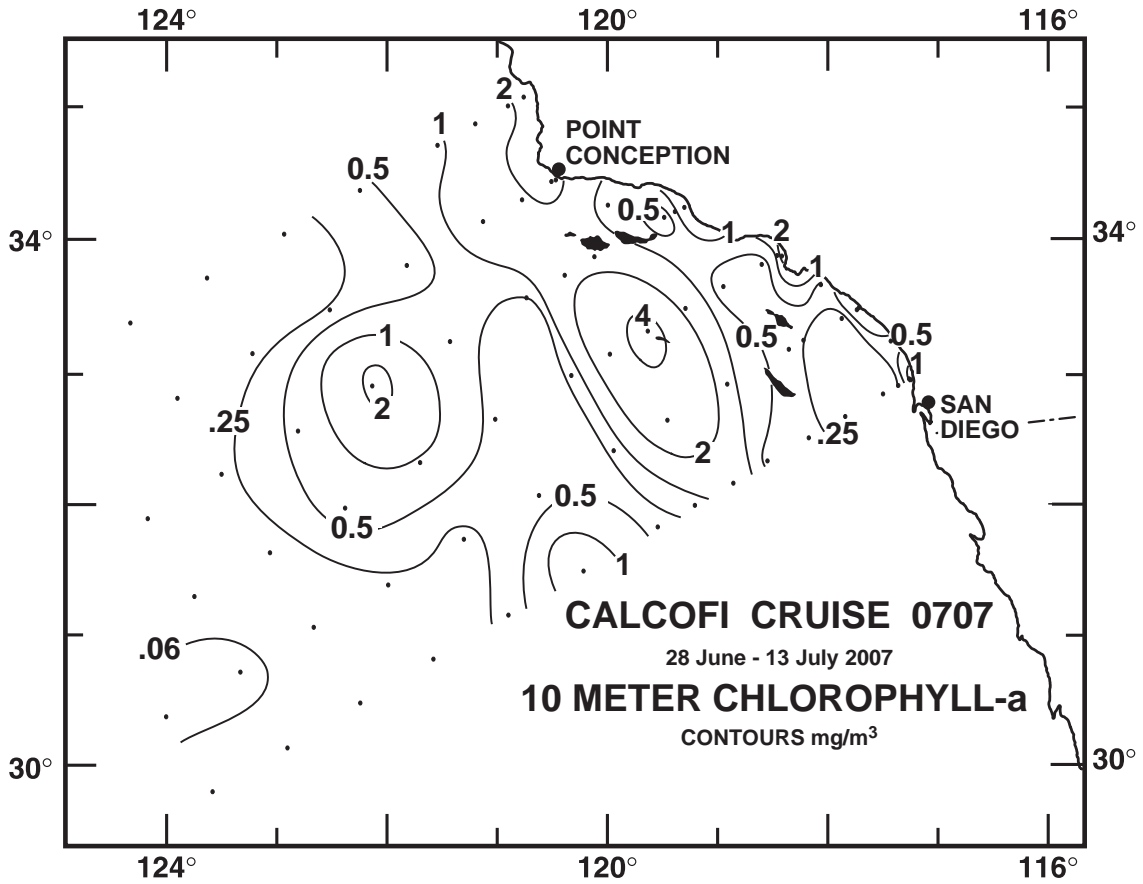 124° 120° 116°
2
1
POINT
CONCEPTION
0.5
0.5
1 2
34° 34°
1
4
1 0.5 0.5
1
2
.25 SAN
DIEGO
.25
2
0.5
0.5
1
CALCOFI CRUISE 0707
.06
28 June - 13 July 2007
10 METER CHLOROPHYLL-a
CONTOURS mg/m³
30° 30°
124° 120° 116°